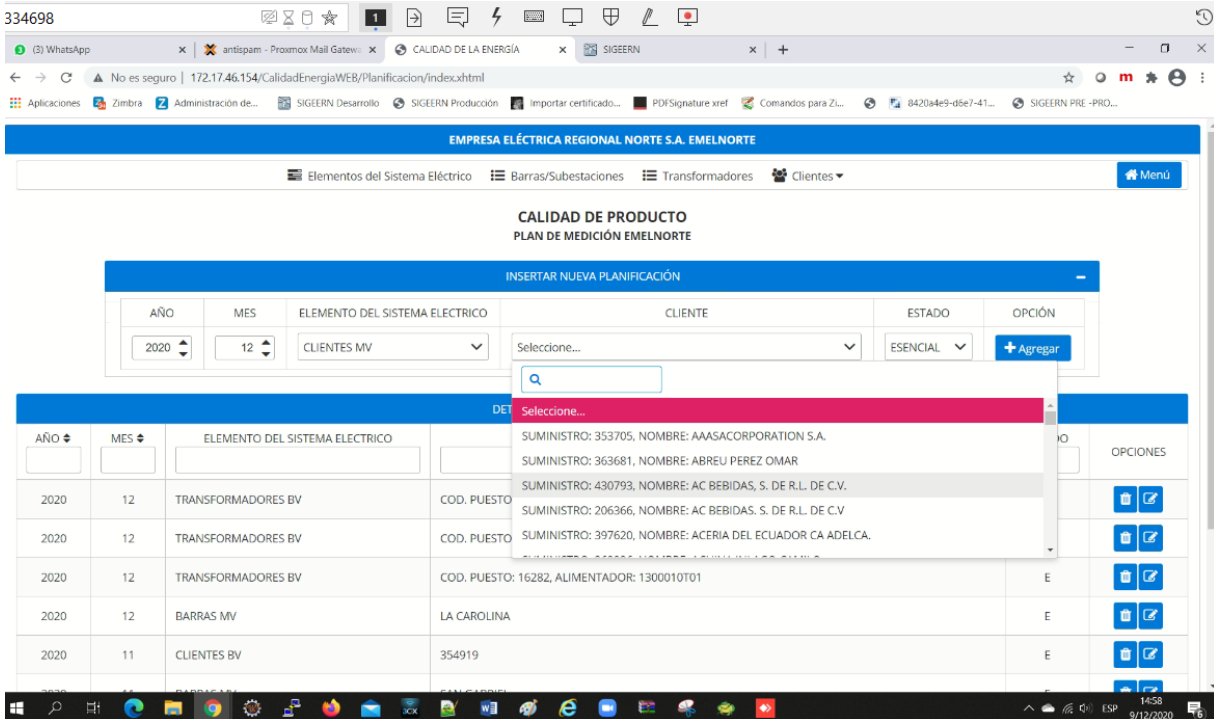 334698
1
(3) WhatsApp
antispam - Proxmox Mail Gatewa
CALIDAD DE LA ENERGÍA
SIGEERN
No es seguro | 172.17.46.154/CalidadEnergiaWEB/Planificacion/index.xhtml
Aplicaciones Zimbra Administración de... SIGEERN Desarrollo SIGEERN Producción Importar certificado... PDFSignature xref Comandos para Zi... 8420a4e9-d6e7-41... SIGEERN PRE -PRO...
EMPRESA ELÉCTRICA REGIONAL NORTE S.A. EMELNORTE
Elementos del Sistema Eléctrico Barras/Subestaciones Transformadores Clientes Menú
CALIDAD DE PRODUCTO
PLAN DE MEDICIÓN EMELNORTE
INSERTAR NUEVA PLANIFICACIÓN
AÑO MES ELEMENTO DEL SISTEMA ELECTRICO CLIENTE ESTADO OPCIÓN
2020 12 CLIENTES MV Seleccione... ESENCIAL Agregar
Seleccione...
SUMINISTRO: 353705, NOMBRE: AAASACORPORATION S.A.
SUMINISTRO: 363681, NOMBRE: ABREU PEREZ OMAR
SUMINISTRO: 430793, NOMBRE: AC BEBIDAS, S. DE R.L. DE C.V.
SUMINISTRO: 206366, NOMBRE: AC BEBIDAS. S. DE R.L. DE C.V
SUMINISTRO: 397620, NOMBRE: ACERIA DEL ECUADOR CA ADELCA.
DET
AÑO MES ELEMENTO DEL SISTEMA ELECTRICO DO OPCIONES
2020 12 TRANSFORMADORES BV COD. PUESTO
2020 12 TRANSFORMADORES BV COD. PUESTO
2020 12 TRANSFORMADORES BV COD. PUESTO: 16282, ALIMENTADOR: 1300010T01 E
2020 12 BARRAS MV LA CAROLINA E
2020 11 CLIENTES BV 354919 E
ESP
14:58
9/12/2020